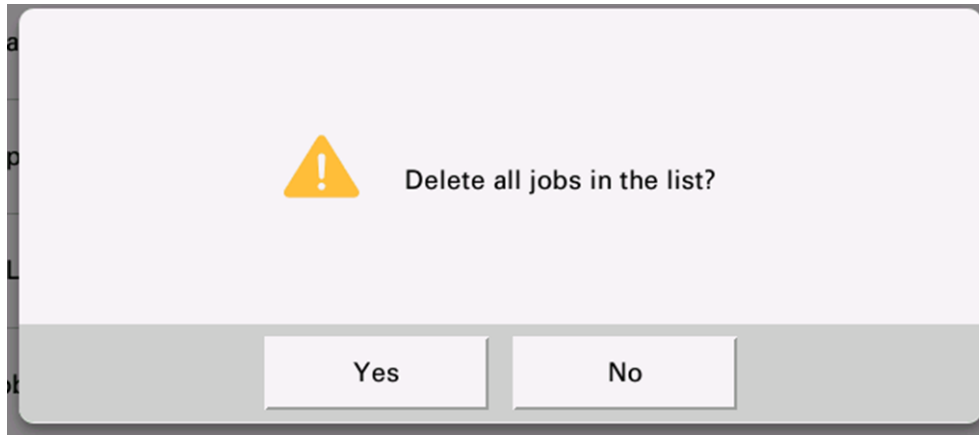 Delete all jobs in the list?
Yes
No